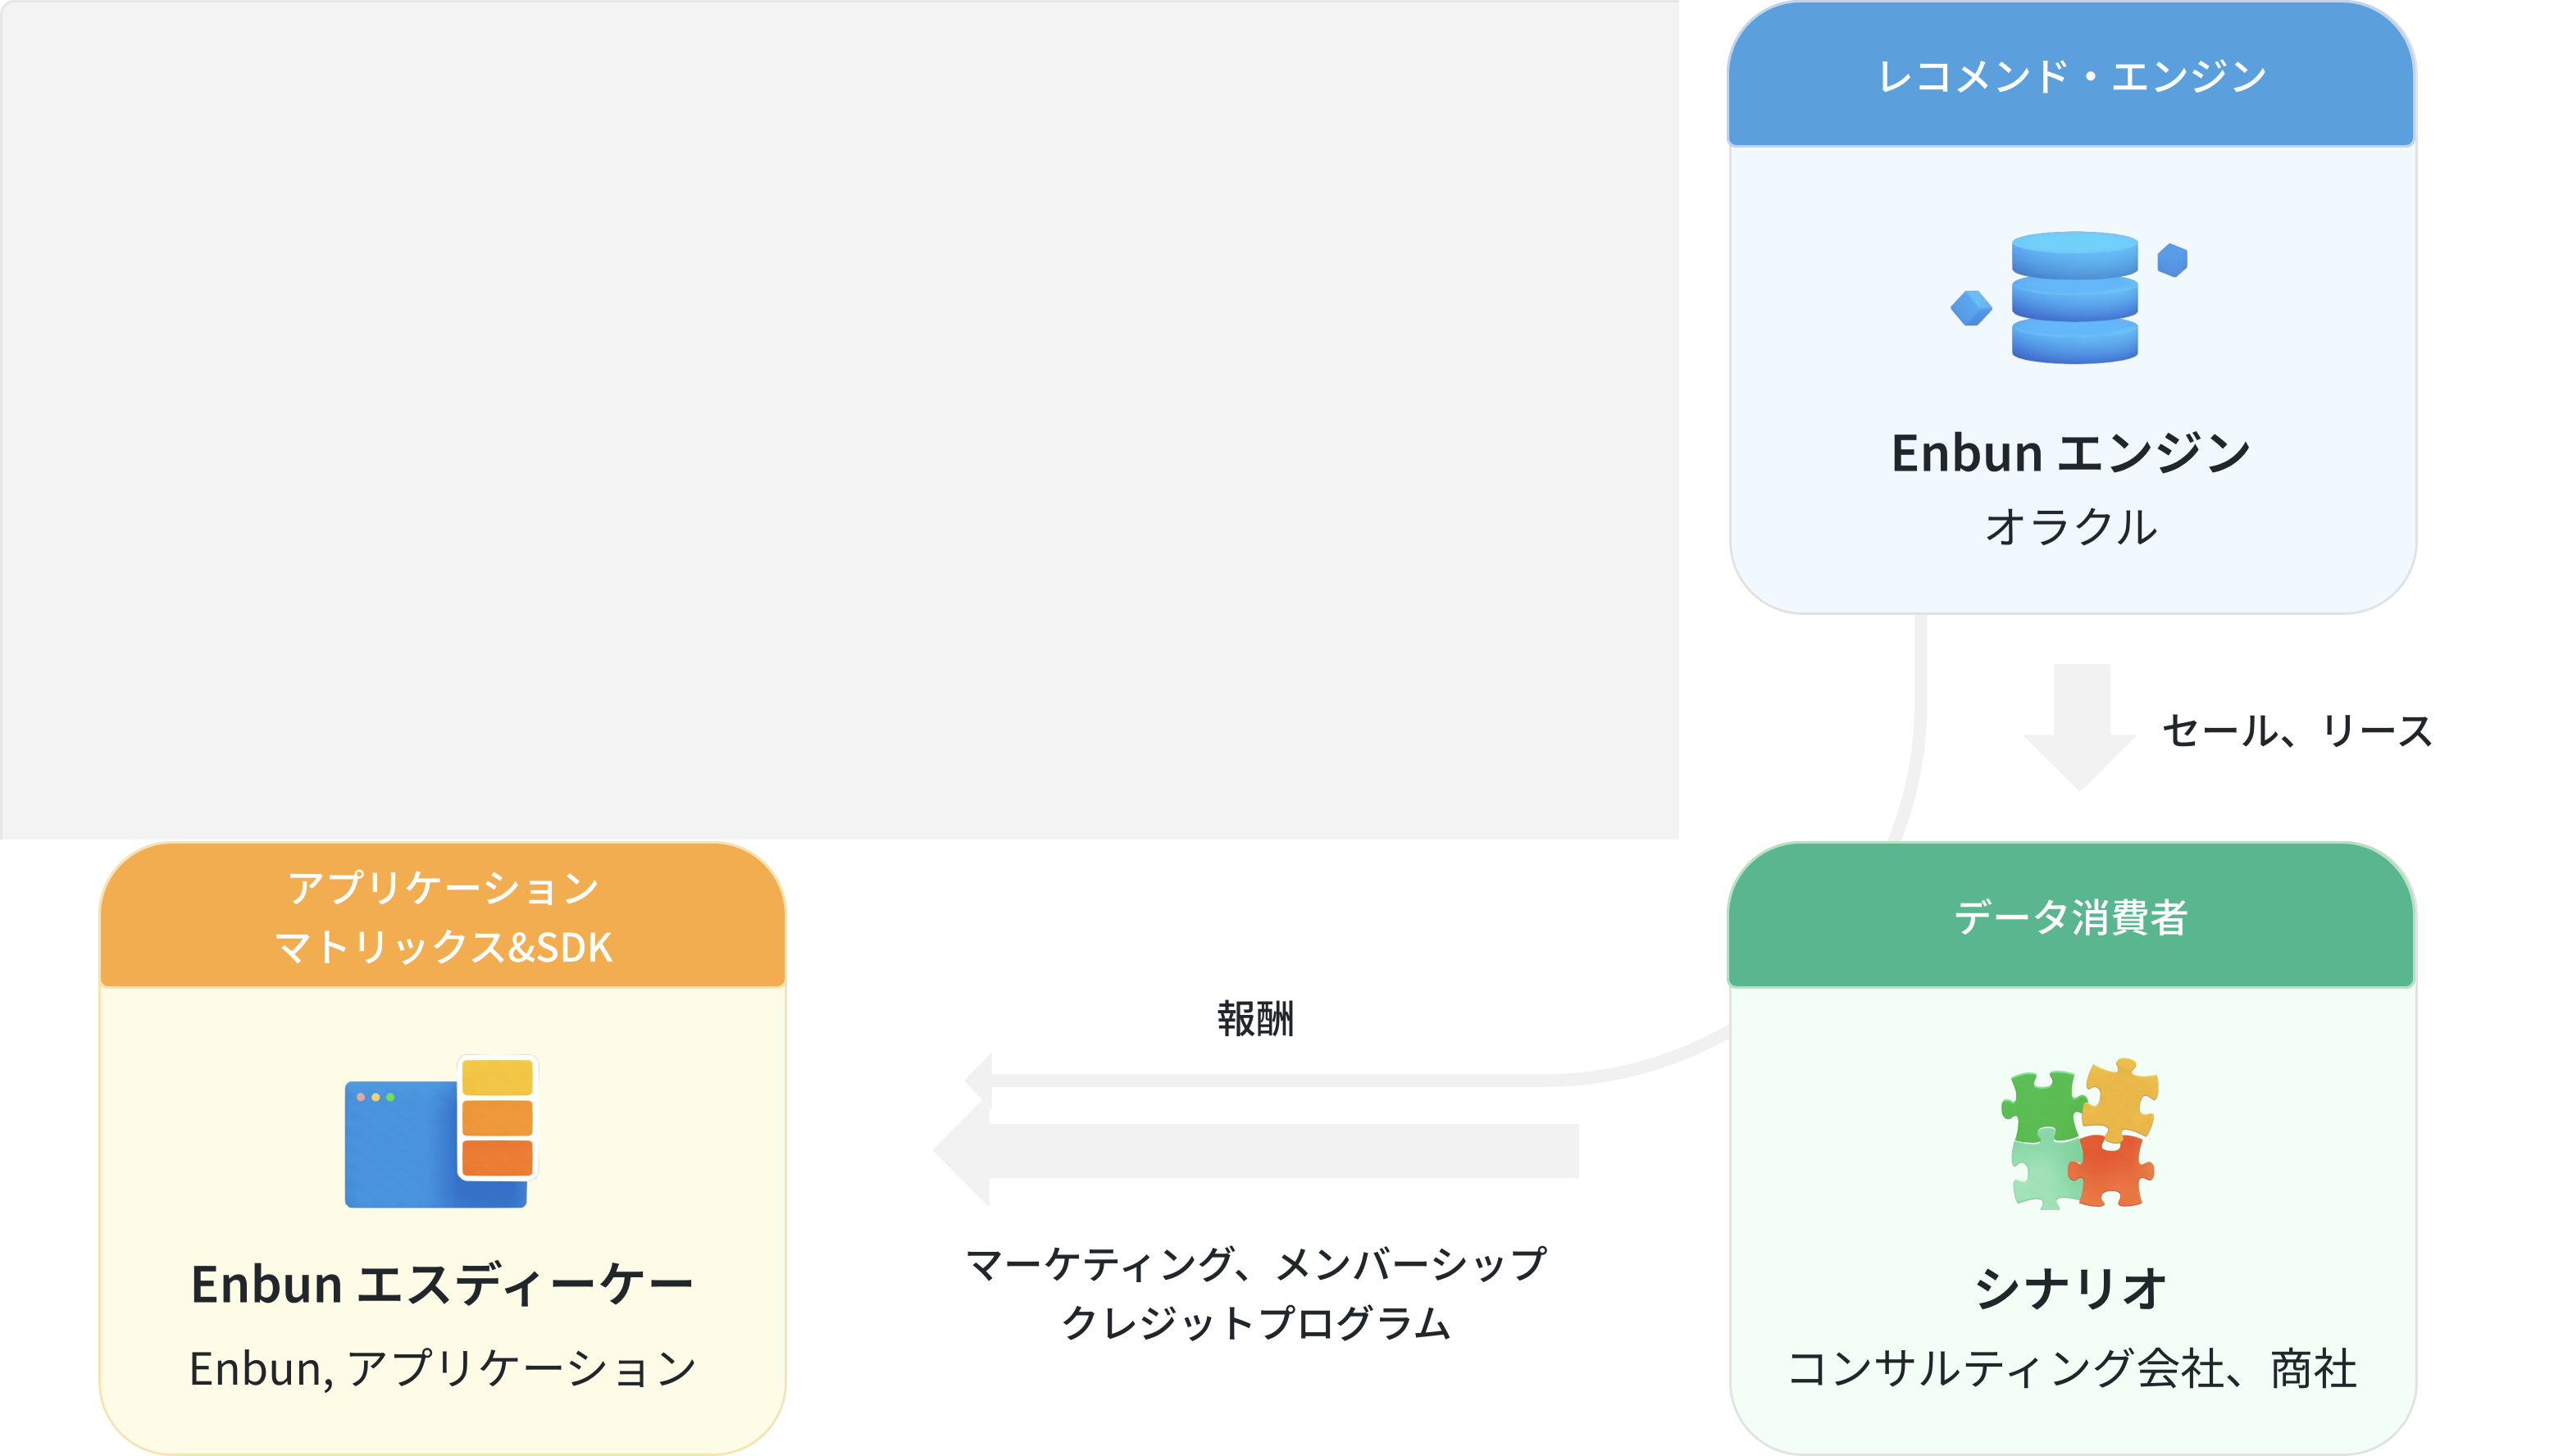 レコメンド・エンジン
Enbun エンジン
オラクル
セール、リース
アプリケーション
マトリックス&SDK
Enbun エスディーケー
Enbun, アプリケーション
報酬
マーケティング、メンバーシップ
クレジットプログラム
データ消費者
シナリオ
コンサルティング会社、商社